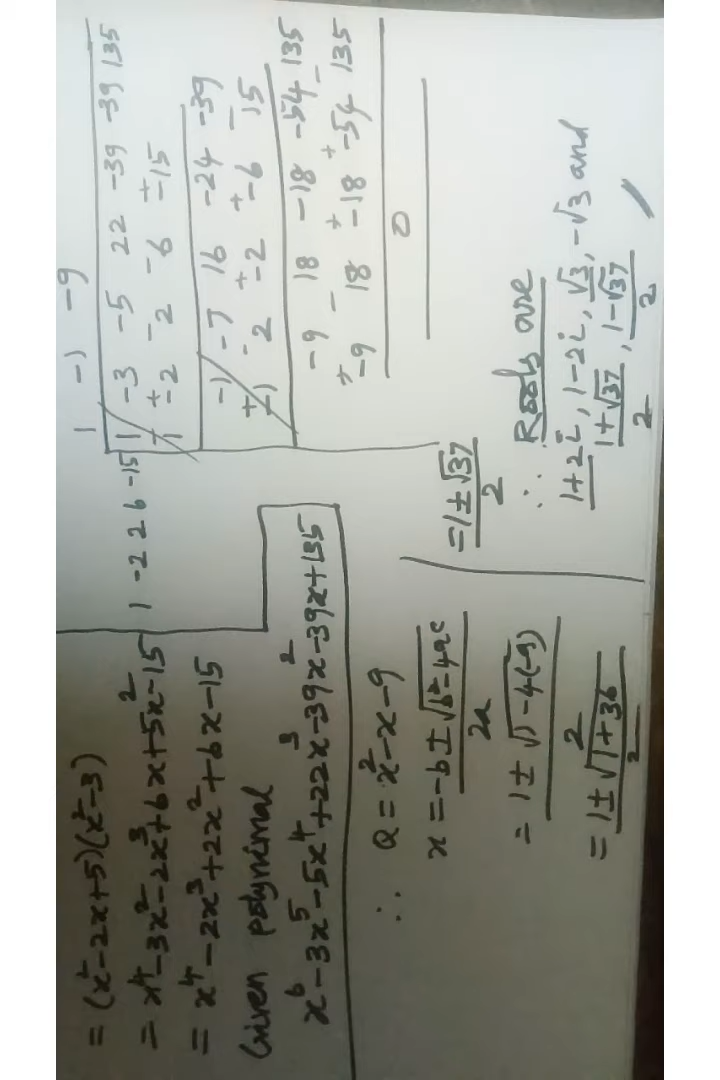 = (x² - 2x + 5)(x² - 3)
= x⁴ - 3x² - 2x³ + 6x + 5x² - 15
= x⁴ - 2x³ + 2x² + 6x - 15
Given polynimal
x⁶ - 3x⁵ - 5x⁴ + 22x³ - 39x² - 39x + 135
1 -1 -9
1 -2 2 6 -15 | 1 -3 -5 22 -39 -39 135
1 -2 2 -6 -15
- + - - +
-1 -7 16 -24 -39
-1 2 -2 -6 15
+ - + + -
-9 18 -18 -54 135
-9 18 -18 -54 135
+ - + + -
0
∴ Q = x² - x - 9
x = -b ± √b² - 4ac / 2a
= 1 ± √1 - 4(-9) / 2
= 1 ± √1 + 36 / 2
= 1 ± √37 / 2
∴ Roots are
1 + 2i, 1 - 2i, √3, -√3 and
1 + √37 / 2, 1 - √37 / 2